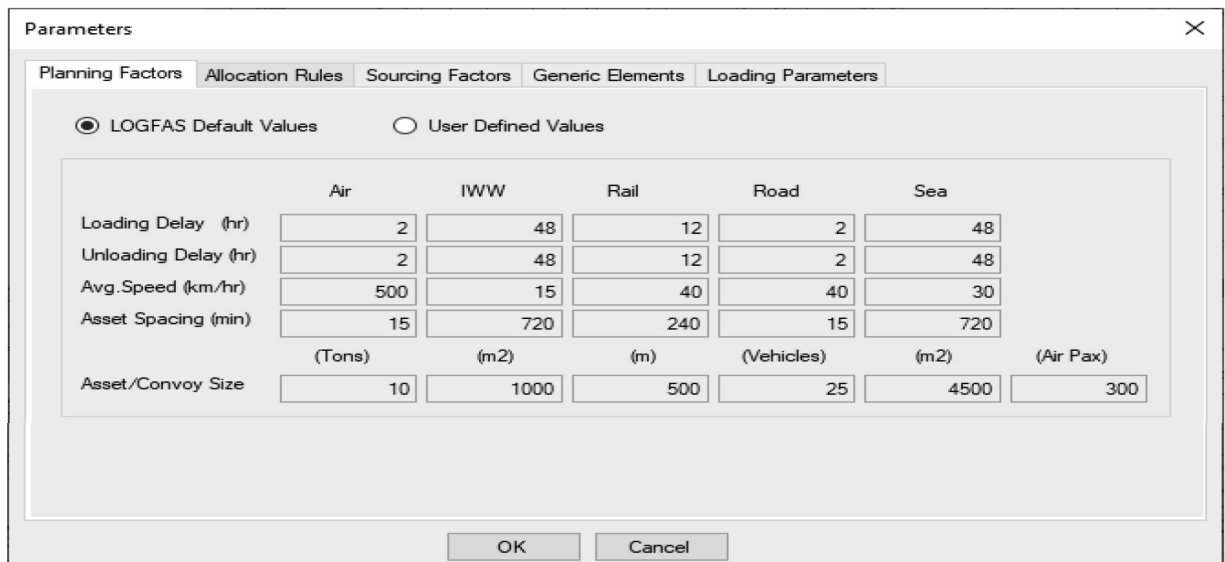 Parameters
Planning Factors Allocation Rules Sourcing Factors Generic Elements Loading Parameters
LOGFAS Default Values User Defined Values
Air IWW Rail Road Sea
Loading Delay (hr) 2 48 12 2 48
Unloading Delay (hr) 2 48 12 2 48
Avg.Speed (km/hr) 500 15 40 40 30
Asset Spacing (min) 15 720 240 15 720
(Tons) (m2) (m) (Vehicles) (m2) (Air Pax)
Asset/Convoy Size 10 1000 500 25 4500 300
OK Cancel